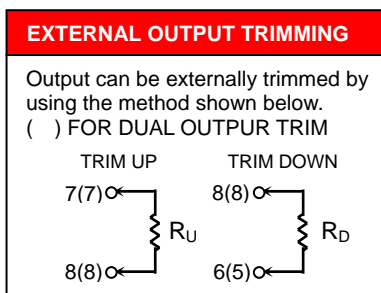 EXTERNAL OUTPUT TRIMMING
Output can be externally trimmed by
using the method shown below.
( ) FOR DUAL OUTPUR TRIM
TRIM UP TRIM DOWN
7(7) 8(8)
RU RD
8(8) 6(5)